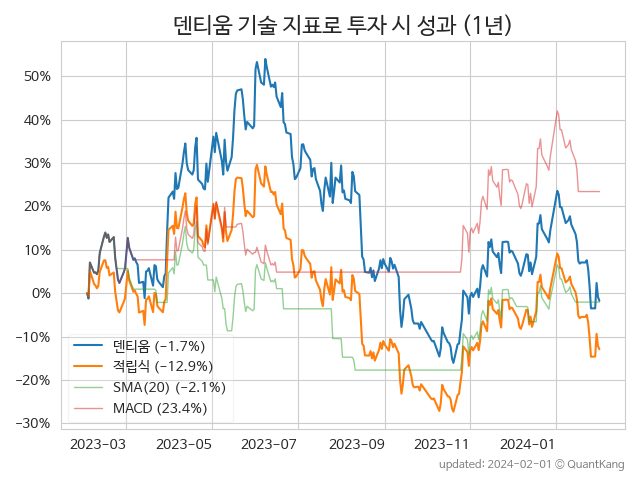 덴티움 기술 지표로 투자 시 성과 (1년)
50%
40%
30%
20%
10%
0%
−10%
−20%
−30%
덴티움 (−1.7%)
적립식 (−12.9%)
SMA(20) (−2.1%)
MACD (23.4%)
2023-03 2023-05 2023-07 2023-09 2023-11 2024-01
updated: 2024-02-01 © QuantKang